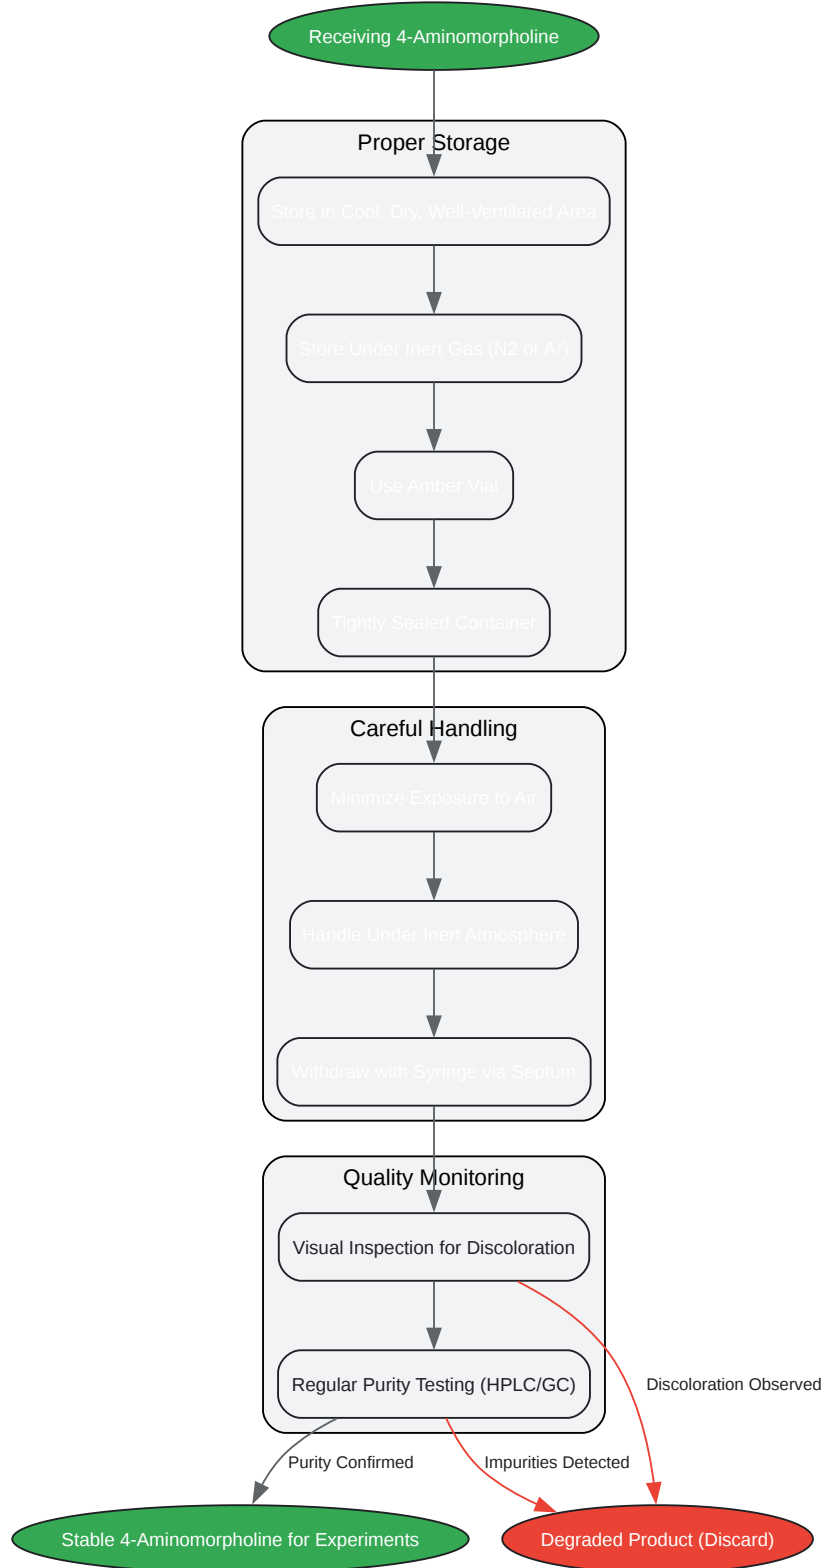 Receiving 4-Aminomorpholine
Proper Storage
Store in Cool, Dry, Well-Ventilated Area
Store Under Inert Gas (N2 or Ar)
Use Amber Vial
Tightly Sealed Container
Careful Handling
Minimize Exposure to Air
Handle Under Inert Atmosphere
Withdraw with Syringe via Septum
Quality Monitoring
Visual Inspection for Discoloration
Regular Purity Testing (HPLC/GC)
Discoloration Observed
Purity Confirmed
Impurities Detected
Stable 4-Aminomorpholine for Experiments
Degraded Product (Discard)